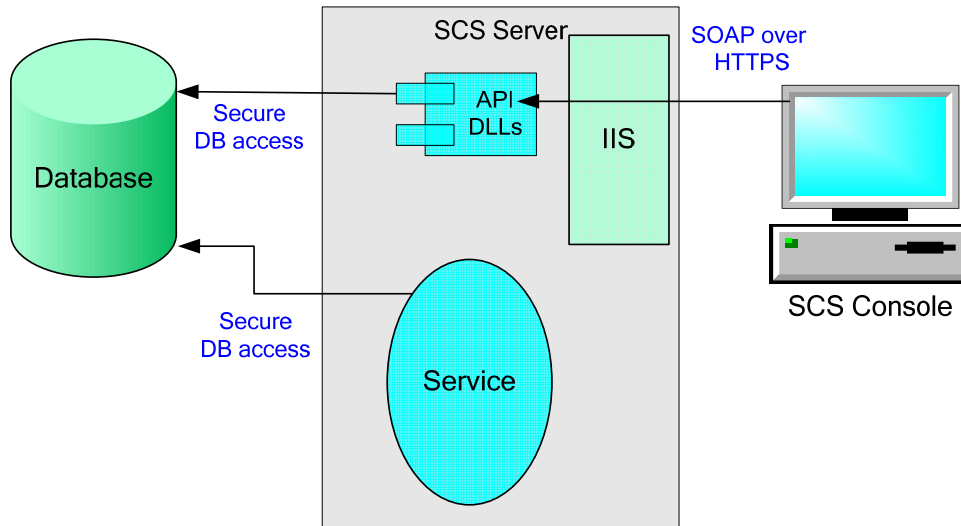 SCS Server
SOAP over
HTTPS
API
DLLs
Secure
DB access
IIS
Database
SCS Console
Secure
DB access
Service